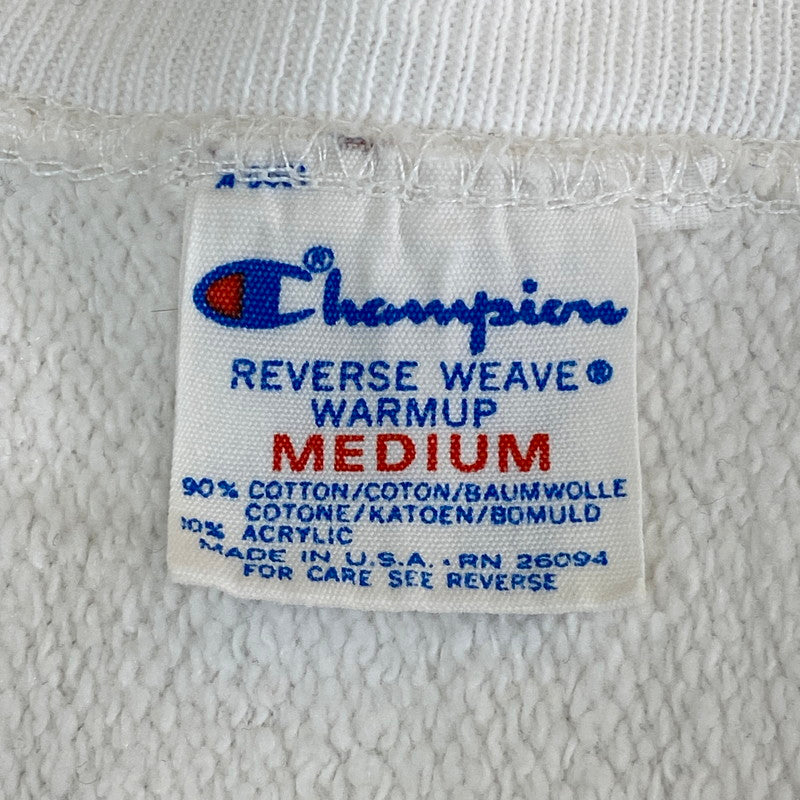 Champion®
REVERSE WEAVE®
WARMUP
MEDIUM
90% COTTON/COTON/BAUMWOLLE
COTONE/KATOEN/BOMULD
10% ACRYLIC
MADE IN U.S.A. · RN 26094
FOR CARE SEE REVERSE